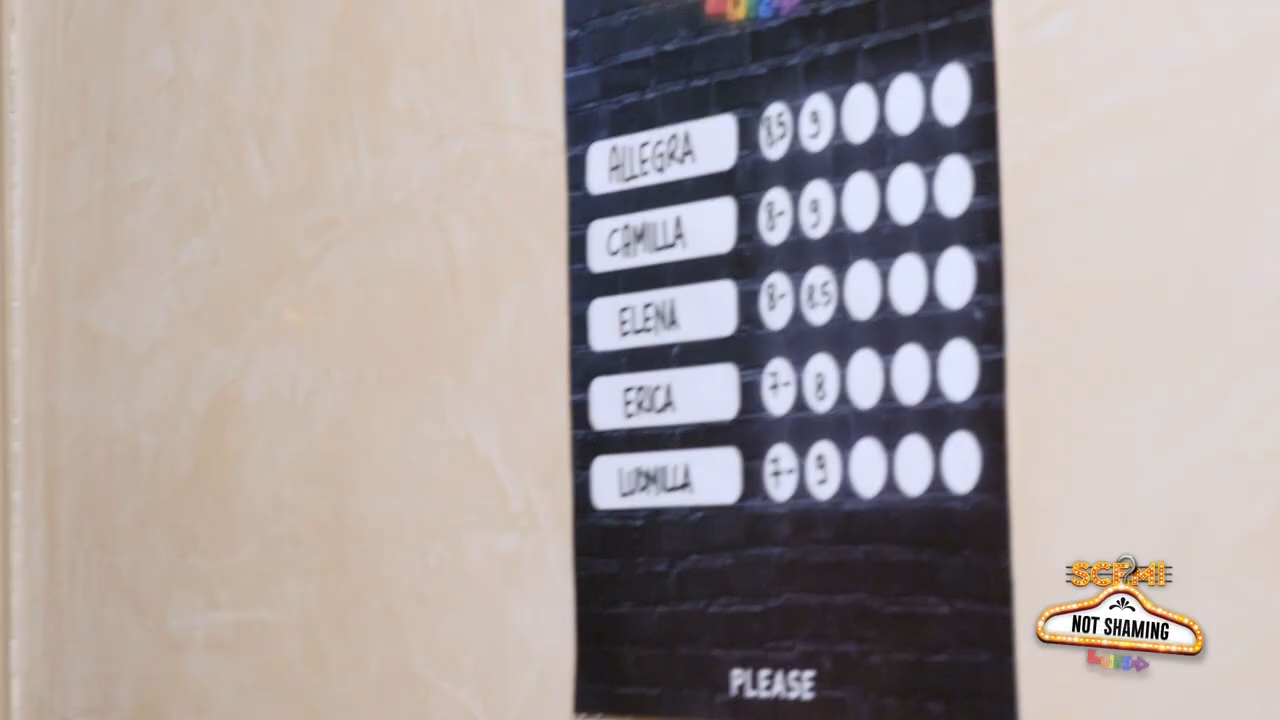 ALLEGRA 8.5 9
CAMILLA 8- 9
ELENA 8- 8.5
ERICA 7- 8
LUDMILLA 7- 9
PLEASE
SCEMI
NOT SHAMING